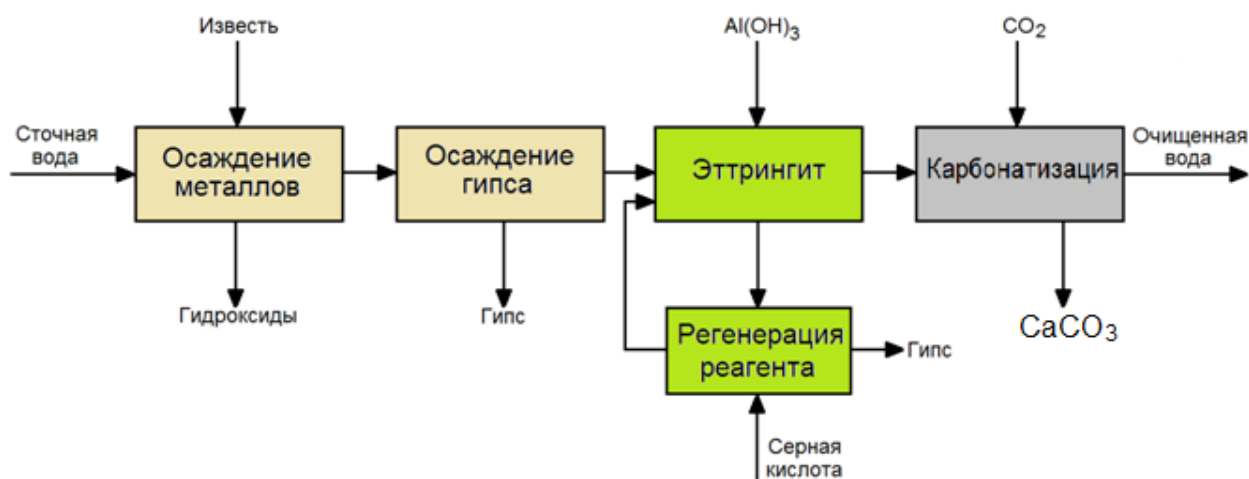 Известь
Al(OH)3
CO2
Сточная
вода
Осаждение
металлов
Осаждение
гипса
Эттрингит
Карбонатизация
Очищенная
вода
Гидроксиды
Гипс
Регенерация
реагента
Гипс
CaCO3
Серная
кислота